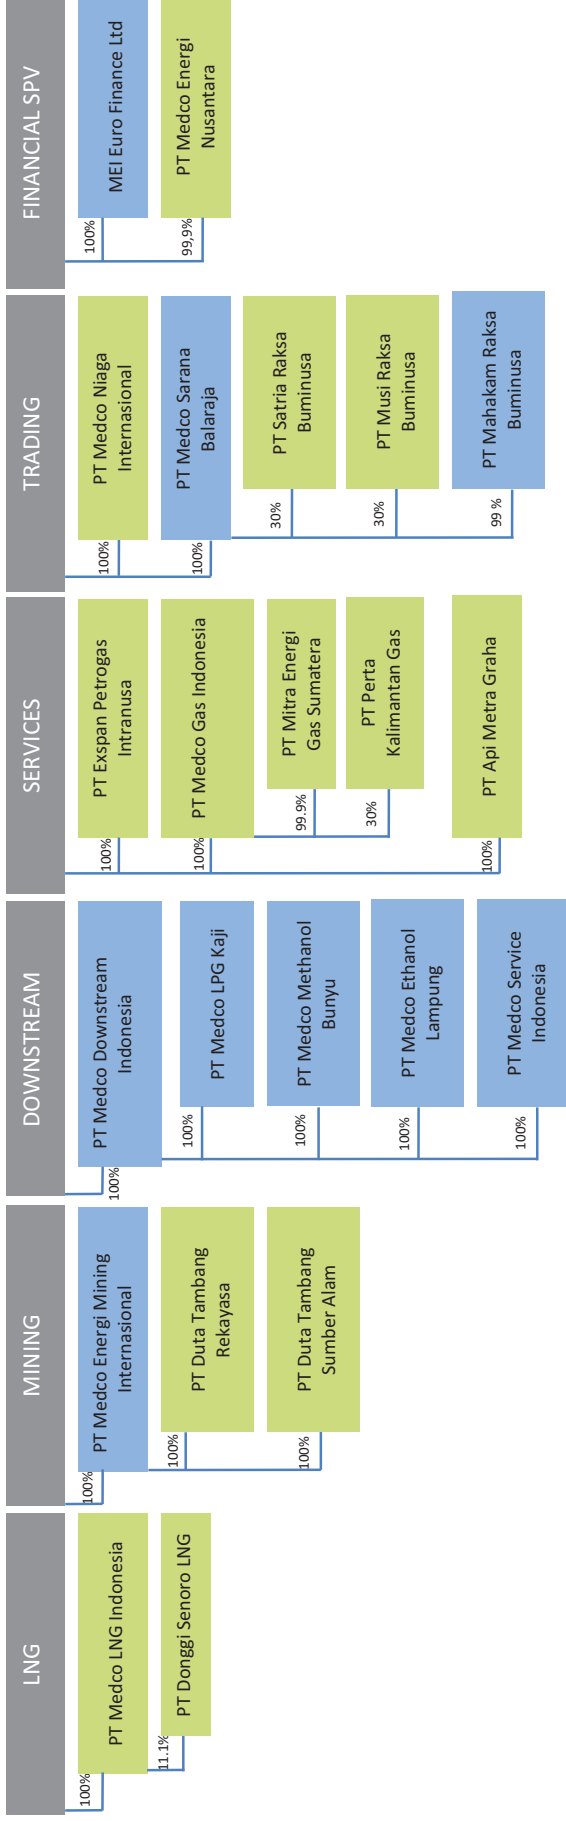 LNG
100%
PT Medco LNG Indonesia
11.1%
PT Donggi Senoro LNG
MINING
100%
PT Medco Energi Mining
Internasional
100%
PT Duta Tambang
Rekayasa
100%
PT Duta Tambang
Sumber Alam
DOWNSTREAM
100%
PT Medco Downstream
Indonesia
100%
PT Medco LPG Kaji
100%
PT Medco Methanol
Bunyu
100%
PT Medco Ethanol
Lampung
100%
PT Medco Service
Indonesia
SERVICES
100%
PT Exspan Petrogas
Intranusa
100%
PT Medco Gas Indonesia
99.9%
PT Mitra Energi
Gas Sumatera
30%
PT Perta
Kalimantan Gas
100%
PT Api Metra Graha
TRADING
100%
PT Medco Niaga
Internasional
100%
PT Medco Sarana
Balaraja
30%
PT Satria Raksa
Buminusa
30%
PT Musi Raksa
Buminusa
99 %
PT Mahakam Raksa
Buminusa
FINANCIAL SPV
100%
MEI Euro Finance Ltd
99,9%
PT Medco Energi
Nusantara